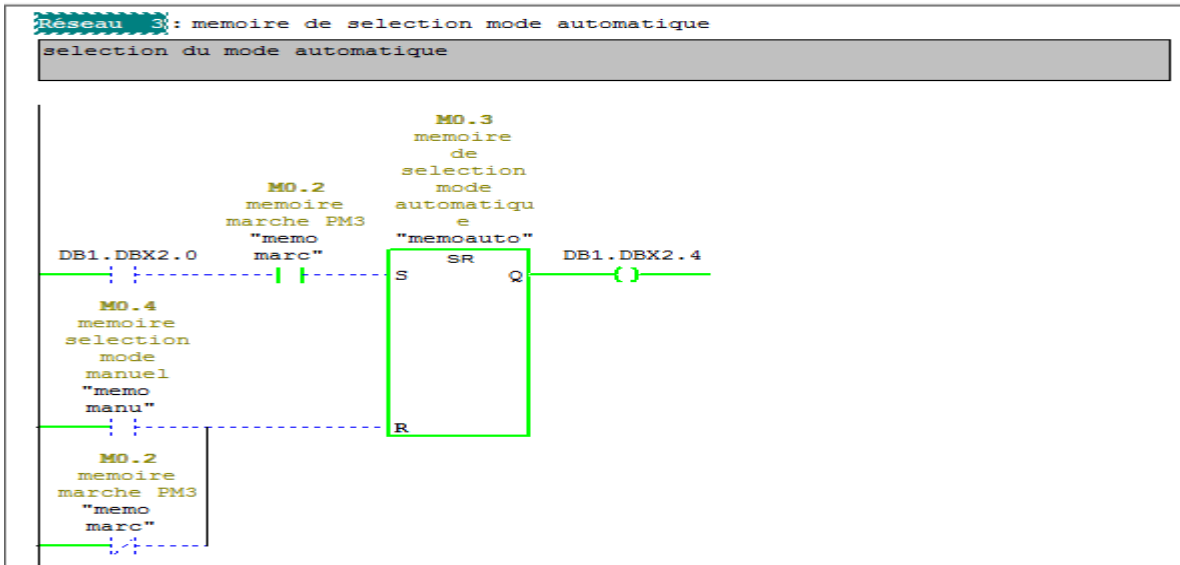 Réseau 3 : memoire de selection mode automatique
selection du mode automatique
M0.3
memoire
de
selection
mode
automatiqu
e
"memoauto"
M0.2
memoire
marche PM3
"memo
marc"
DB1.DBX2.0
SR
DB1.DBX2.4
S
Q
M0.4
memoire
selection
mode
manuel
"memo
manu"
R
M0.2
memoire
marche PM3
"memo
marc"